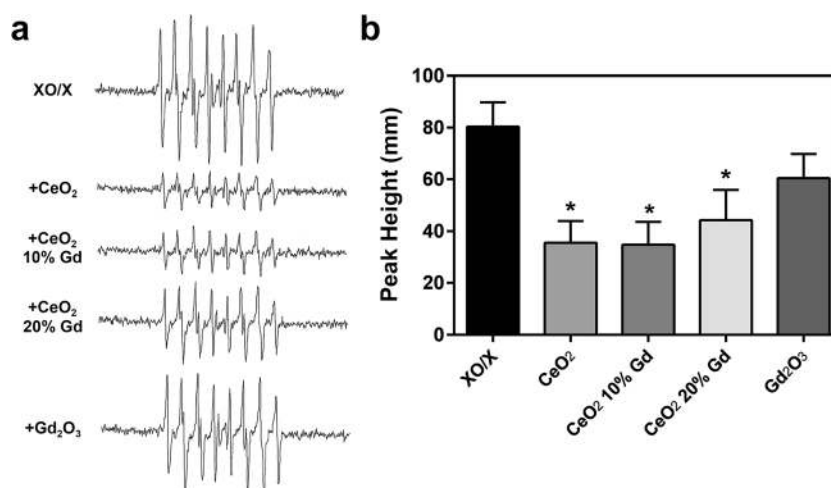 a
XO/X
+CeO₂
+CeO₂
10% Gd
+CeO₂
20% Gd
+Gd₂O₃
b
Peak Height (mm)
100
80
60
40
20
0
*
*
*
XO/X
CeO₂
CeO₂ 10% Gd
CeO₂ 20% Gd
Gd₂O₃